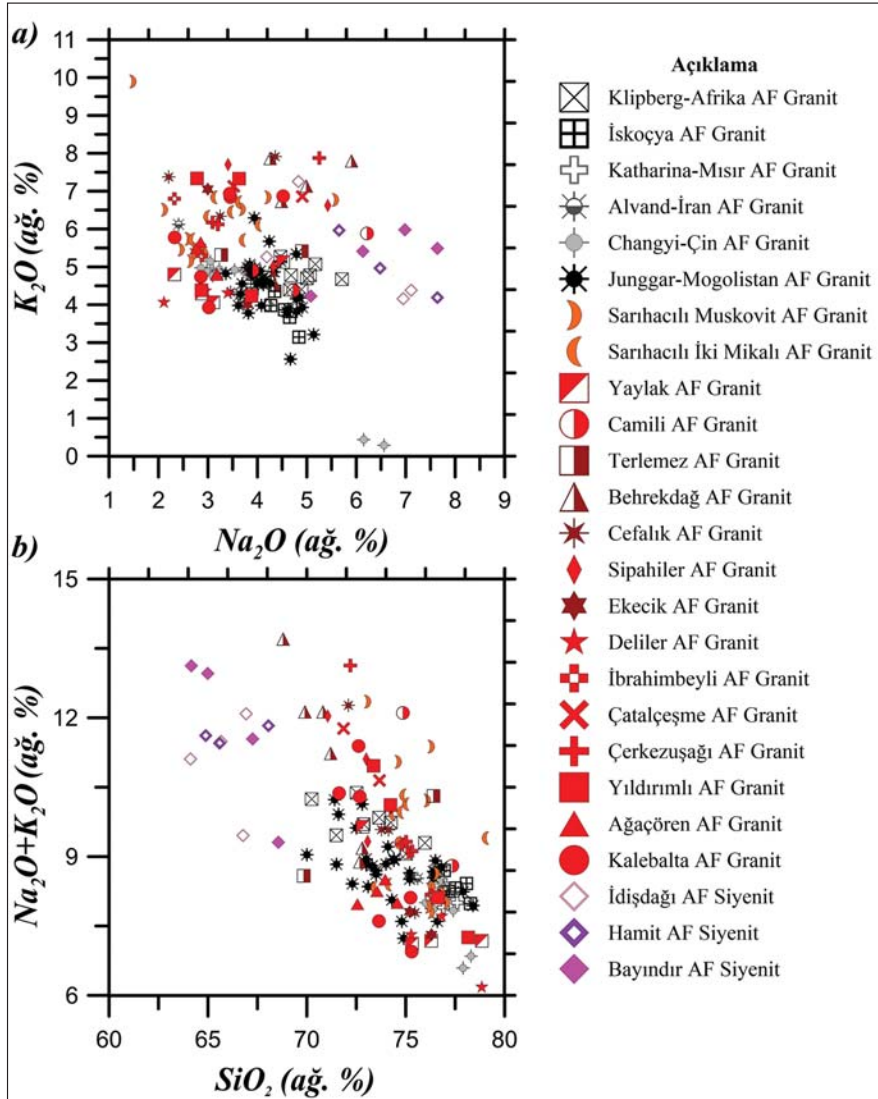 a)
11
10
9
8
7
6
5
4
3
2
1
0
K₂O (ağ. %)
1 2 3 4 5 6 7 8 9
Na₂O (ağ. %)
b)
15
12
9
6
Na₂O+K₂O (ağ. %)
60 65 70 75 80
SiO₂ (ağ. %)
Açıklama
Klipberg-Afrika AF Granit
İskoçya AF Granit
Katharina-Mısır AF Granit
Alvand-İran AF Granit
Changyi-Çin AF Granit
Junggar-Mogolistan AF Granit
Sarıhacılı Muskovit AF Granit
Sarıhacılı İki Mikalı AF Granit
Yaylak AF Granit
Camili AF Granit
Terlemez AF Granit
Behrekdağ AF Granit
Cefalık AF Granit
Sipahiler AF Granit
Ekecik AF Granit
Deliler AF Granit
İbrahimbeyli AF Granit
Çatalçeşme AF Granit
Çerkezuşağı AF Granit
Yıldırımlı AF Granit
Ağaçören AF Granit
Kalebalta AF Granit
İdişdağı AF Siyenit
Hamit AF Siyenit
Bayındır AF Siyenit